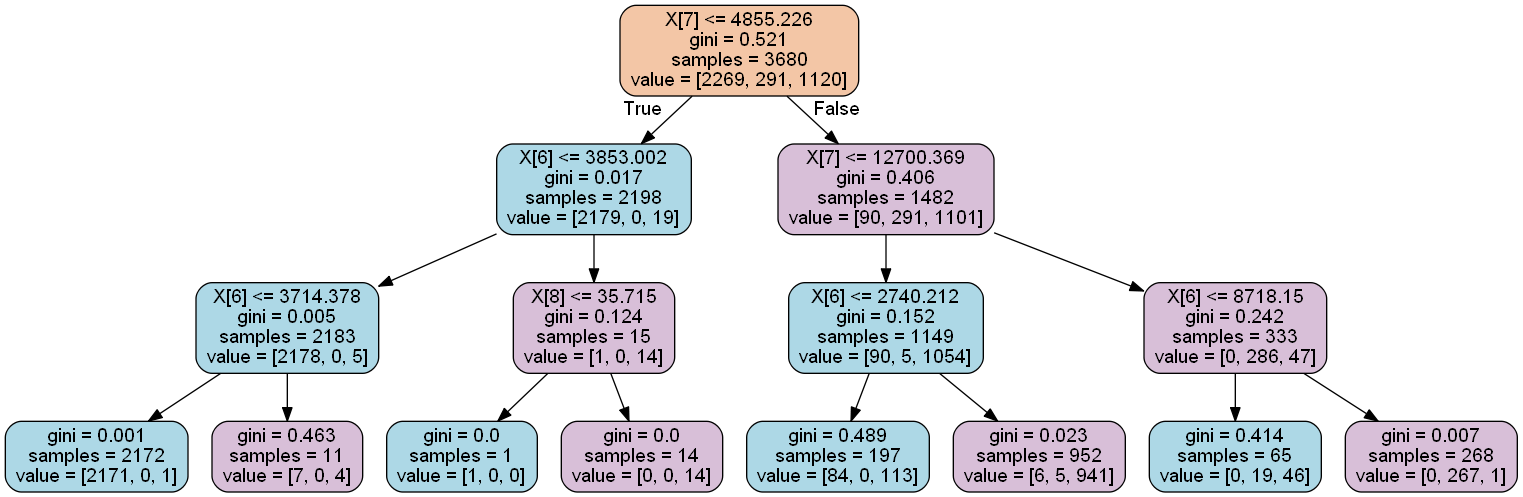 X[7] <= 4855.226
gini = 0.521
samples = 3680
value = [2269, 291, 1120]
True
False
X[6] <= 3853.002
gini = 0.017
samples = 2198
value = [2179, 0, 19]
X[7] <= 12700.369
gini = 0.406
samples = 1482
value = [90, 291, 1101]
X[6] <= 3714.378
gini = 0.005
samples = 2183
value = [2178, 0, 5]
X[8] <= 35.715
gini = 0.124
samples = 15
value = [1, 0, 14]
X[6] <= 2740.212
gini = 0.152
samples = 1149
value = [90, 5, 1054]
X[6] <= 8718.15
gini = 0.242
samples = 333
value = [0, 286, 47]
gini = 0.001
samples = 2172
value = [2171, 0, 1]
gini = 0.463
samples = 11
value = [7, 0, 4]
gini = 0.0
samples = 1
value = [1, 0, 0]
gini = 0.0
samples = 14
value = [0, 0, 14]
gini = 0.489
samples = 197
value = [84, 0, 113]
gini = 0.023
samples = 952
value = [6, 5, 941]
gini = 0.414
samples = 65
value = [0, 19, 46]
gini = 0.007
samples = 268
value = [0, 267, 1]